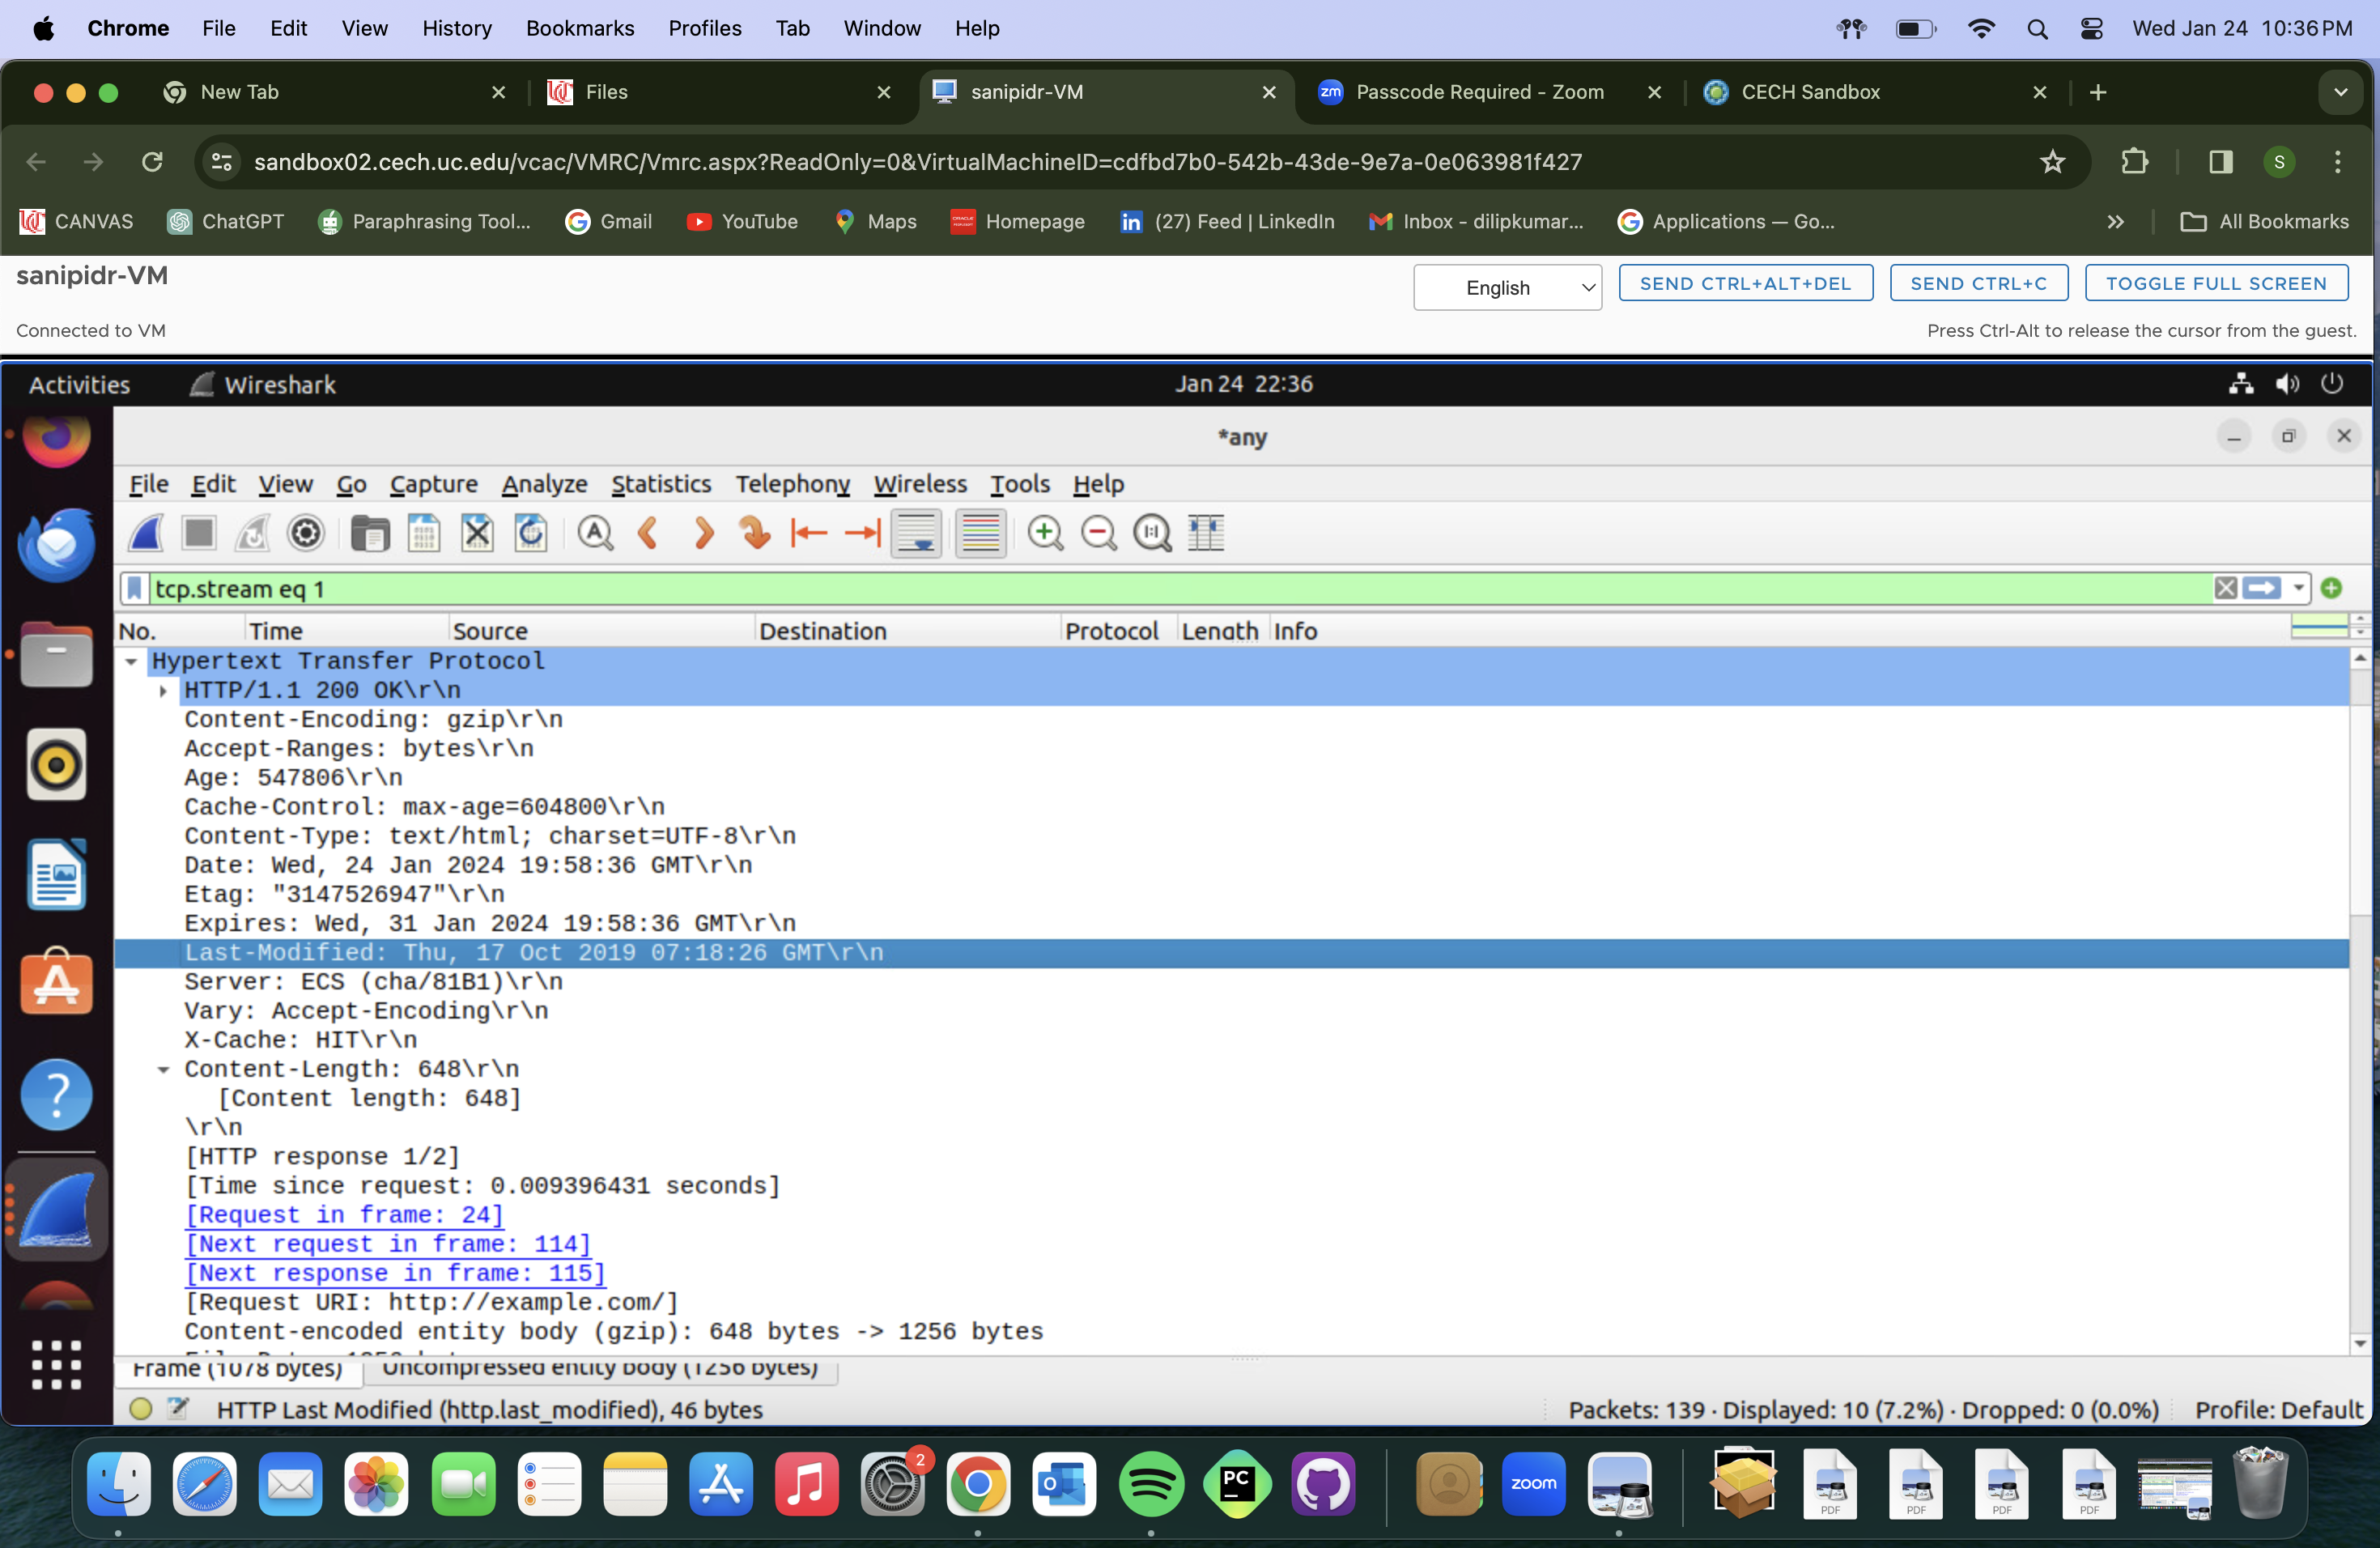 Chrome File Edit View History Bookmarks Profiles Tab Window Help Wed Jan 24 10:36 PM
New Tab Files sanipidr-VM zm Passcode Required - Zoom CECH Sandbox
sandbox02.cech.uc.edu/vcac/VMRC/Vmrc.aspx?ReadOnly=0&VirtualMachineID=cdfbd7b0-542b-43de-9e7a-0e063981f427 S
CANVAS ChatGPT Paraphrasing Tool... Gmail YouTube Maps Homepage (27) Feed | LinkedIn Inbox - dilipkumar... Applications — Go... All Bookmarks
sanipidr-VM English SEND CTRL+ALT+DEL SEND CTRL+C TOGGLE FULL SCREEN
Connected to VM Press Ctrl-Alt to release the cursor from the guest.
Activities Wireshark Jan 24 22:36
*any
File Edit View Go Capture Analyze Statistics Telephony Wireless Tools Help
tcp.stream eq 1
No. Time Source Destination Protocol Length Info
Hypertext Transfer Protocol
HTTP/1.1 200 OK\r\n
Content-Encoding: gzip\r\n
Accept-Ranges: bytes\r\n
Age: 547806\r\n
Cache-Control: max-age=604800\r\n
Content-Type: text/html; charset=UTF-8\r\n
Date: Wed, 24 Jan 2024 19:58:36 GMT\r\n
Etag: "3147526947"\r\n
Expires: Wed, 31 Jan 2024 19:58:36 GMT\r\n
Last-Modified: Thu, 17 Oct 2019 07:18:26 GMT\r\n
Server: ECS (cha/81B1)\r\n
Vary: Accept-Encoding\r\n
X-Cache: HIT\r\n
Content-Length: 648\r\n
[Content length: 648]
\r\n
[HTTP response 1/2]
[Time since request: 0.009396431 seconds]
[Request in frame: 24]
[Next request in frame: 114]
[Next response in frame: 115]
[Request URI: http://example.com/]
Content-encoded entity body (gzip): 648 bytes -> 1256 bytes
Frame (1078 bytes) Uncompressed entity body (1256 bytes)
HTTP Last Modified (http.last_modified), 46 bytes Packets: 139 · Displayed: 10 (7.2%) · Dropped: 0 (0.0%) Profile: Default
2 PC zoom PDF PDF PDF PDF